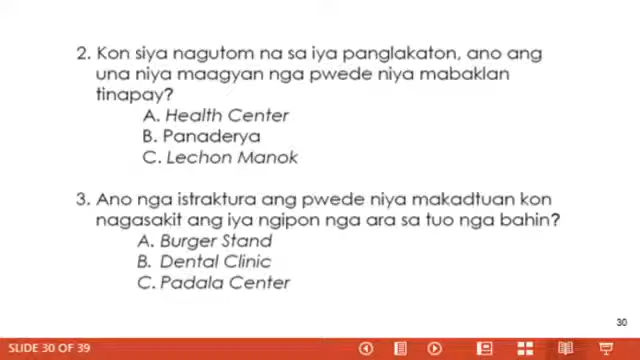 2. Kon siya nagutom na sa iya panglakaton, ano ang
una niya maagyan nga pwede niya mabaklan
tinapay?
A. Health Center
B. Panaderya
C. Lechon Manok
3. Ano nga istraktura ang pwede niya makadtuan kon
nagasakit ang iya ngipon nga ara sa tuo nga bahin?
A. Burger Stand
B. Dental Clinic
C. Padala Center
30
SLIDE 30 OF 39